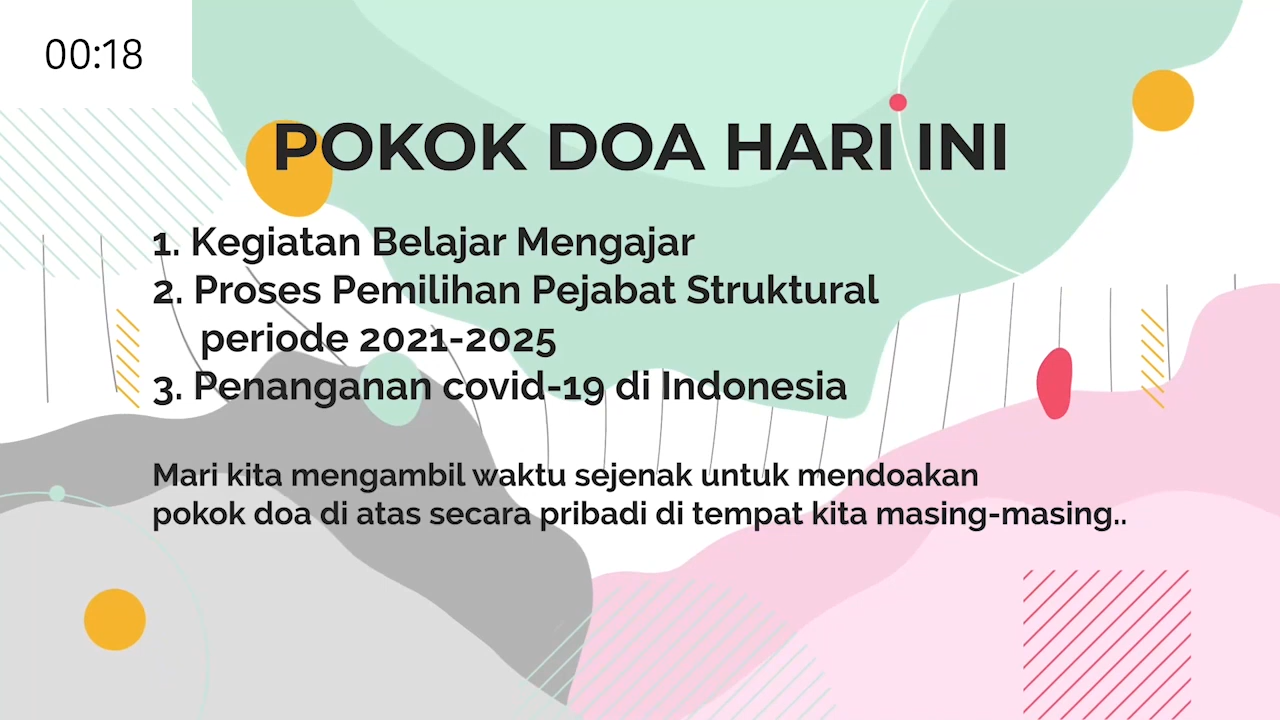 00:18
POKOK DOA HARI INI
1. Kegiatan Belajar Mengajar
2. Proses Pemilihan Pejabat Struktural
periode 2021-2025
3. Penanganan covid-19 di Indonesia
Mari kita mengambil waktu sejenak untuk mendoakan
pokok doa di atas secara pribadi di tempat kita masing-masing..